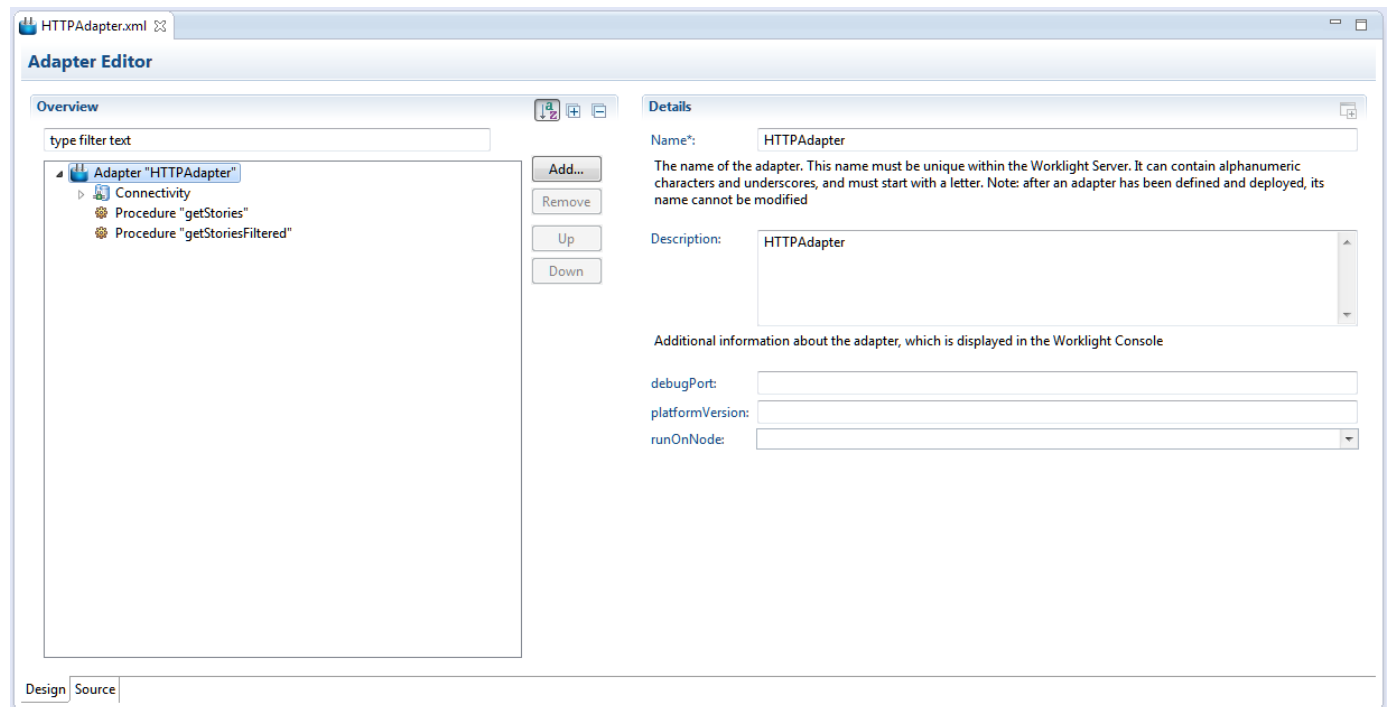 HTTPAdapter.xml
Adapter Editor
Overview
type filter text
Adapter "HTTPAdapter"
Connectivity
Procedure "getStories"
Procedure "getStoriesFiltered"
Add...
Remove
Up
Down
Details
Name*: HTTPAdapter
The name of the adapter. This name must be unique within the Worklight Server. It can contain alphanumeric
characters and underscores, and must start with a letter. Note: after an adapter has been defined and deployed, its
name cannot be modified
Description: HTTPAdapter
Additional information about the adapter, which is displayed in the Worklight Console
debugPort:
platformVersion:
runOnNode:
Design Source